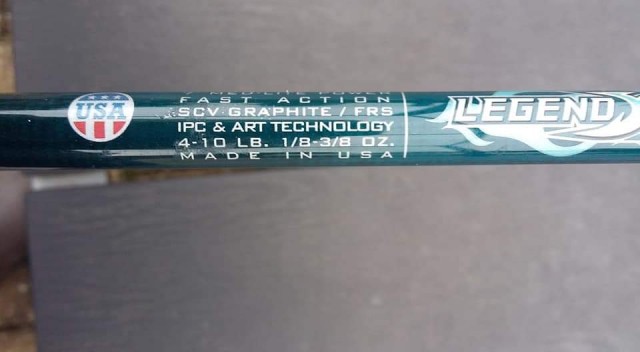 USA
FAST ACTION
SCV GRAPHITE / FRS
IPC & ART TECHNOLOGY
4-10 LB. 1/8-3/8 OZ.
MADE IN USA
LEGEND